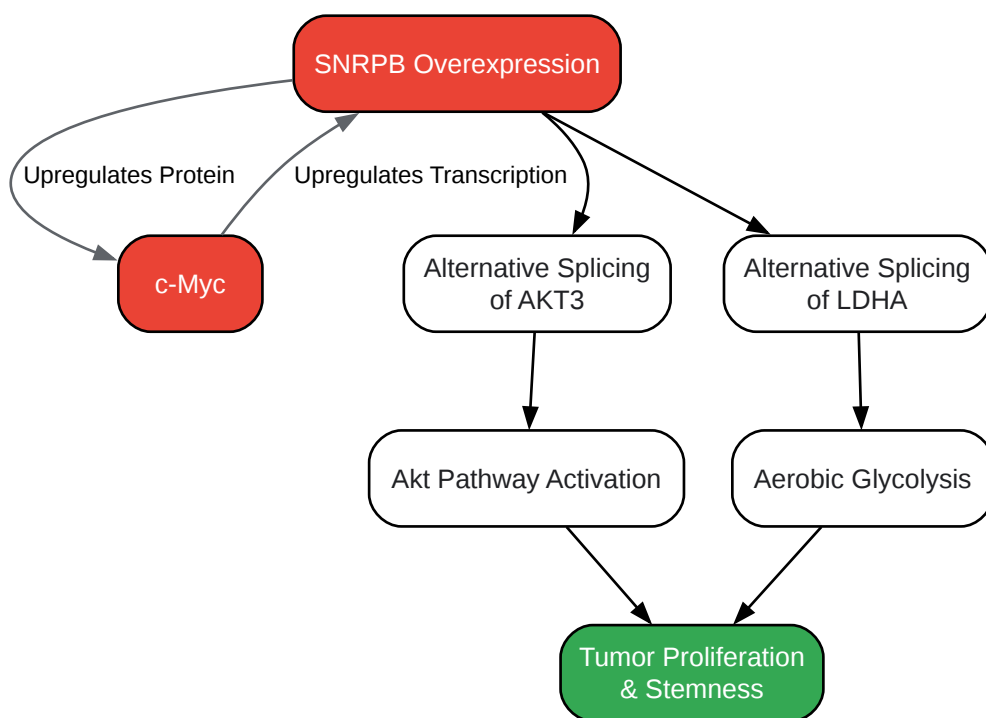 SNRPB Overexpression
Upregulates Protein
Upregulates Transcription
c-Myc
Alternative Splicing
of AKT3
Alternative Splicing
of LDHA
Akt Pathway Activation
Aerobic Glycolysis
Tumor Proliferation
& Stemness